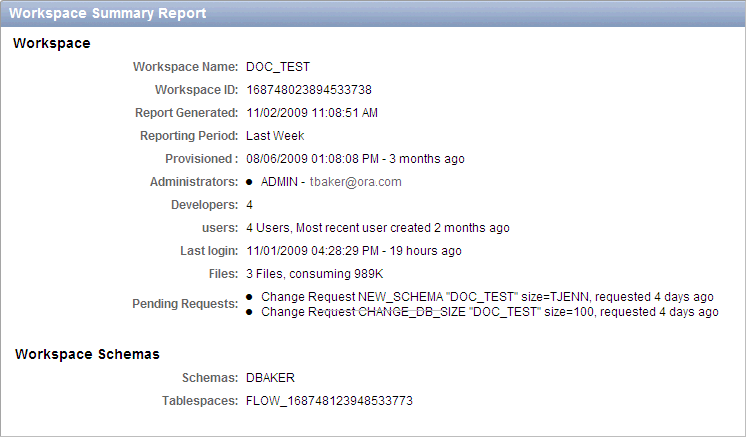 Workspace Summary Report
Workspace
Workspace Name: DOC_TEST
Workspace ID: 168748023894533738
Report Generated: 11/02/2009 11:08:51 AM
Reporting Period: Last Week
Provisioned : 08/06/2009 01:08:08 PM - 3 months ago
Administrators: • ADMIN - tbaker@ora.com
Developers: 4
users: 4 Users, Most recent user created 2 months ago
Last login: 11/01/2009 04:28:29 PM - 19 hours ago
Files: 3 Files, consuming 989K
Pending Requests: • Change Request NEW_SCHEMA "DOC_TEST" size=TJENN, requested 4 days ago
• Change Request CHANGE_DB_SIZE "DOC_TEST" size=100, requested 4 days ago
Workspace Schemas
Schemas: DBAKER
Tablespaces: FLOW_168748123948533773